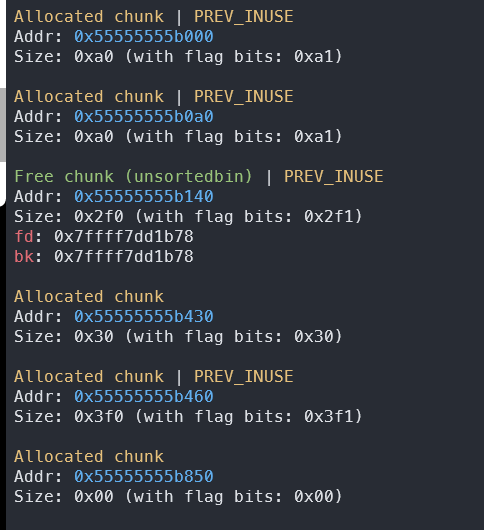 Allocated chunk | PREV_INUSE
Addr: 0x55555555b000
Size: 0xa0 (with flag bits: 0xa1)
Allocated chunk | PREV_INUSE
Addr: 0x55555555b0a0
Size: 0xa0 (with flag bits: 0xa1)
Free chunk (unsortedbin) | PREV_INUSE
Addr: 0x55555555b140
Size: 0x2f0 (with flag bits: 0x2f1)
fd: 0x7ffff7dd1b78
bk: 0x7ffff7dd1b78
Allocated chunk
Addr: 0x55555555b430
Size: 0x30 (with flag bits: 0x30)
Allocated chunk | PREV_INUSE
Addr: 0x55555555b460
Size: 0x3f0 (with flag bits: 0x3f1)
Allocated chunk
Addr: 0x55555555b850
Size: 0x00 (with flag bits: 0x00)